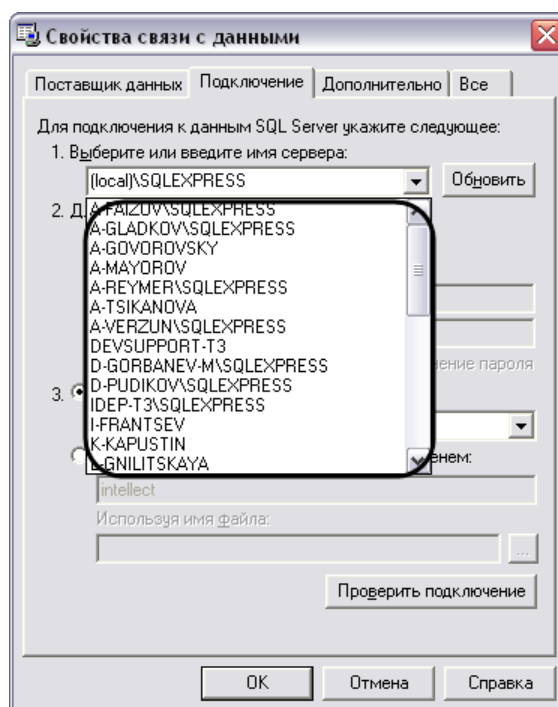 Свойства связи с данными
Поставщик данных Подключение Дополнительно Все
Для подключения к данным SQL Server укажите следующее:
1. Выберите или введите имя сервера:
(local)\SQLEXPRESS Обновить
2. Д
A-FAIZOV\SQLEXPRESS
A-GLADKOV\SQLEXPRESS
A-GOVOROVSKY
A-MAYOROV
A-REYMER\SQLEXPRESS
A-TSIKANOVA
A-VERZUN\SQLEXPRESS
DEVSUPPORT-T3
D-GORBANEV-M\SQLEXPRESS
нение пароля
D-PUDIKOV\SQLEXPRESS
3.
IDEP-T3\SQLEXPRESS
I-FRANTSEV
K-KAPUSTIN
-GNILITSKAYA
енем:
intellect
Используя имя файла:
...
Проверить подключение
OK Отмена Справка